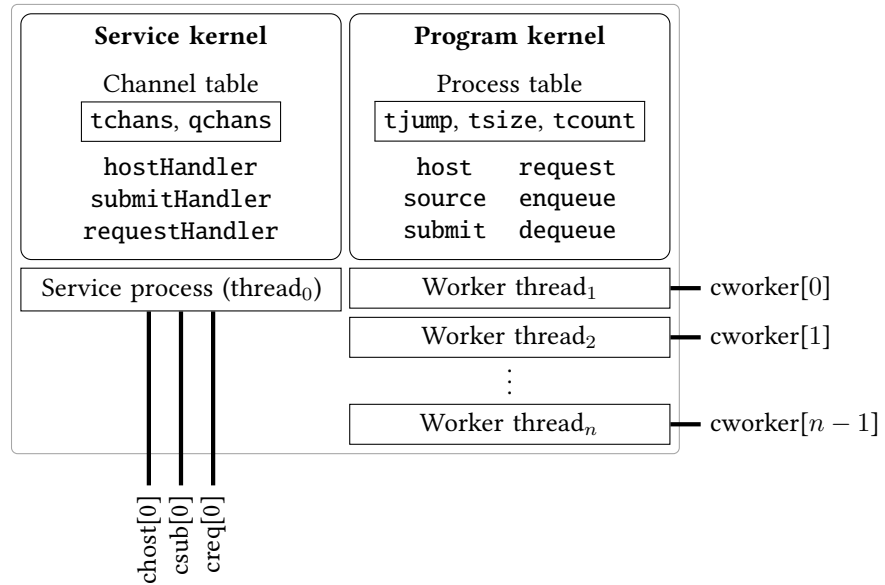 Service kernel
Channel table
tchans, qchans
hostHandler
submitHandler
requestHandler
Program kernel
Process table
tjump, tsize, tcount
host request
source enqueue
submit dequeue
Service process (thread₀)
Worker thread₁
cworker[0]
Worker thread₂
cworker[1]
⋮
Worker threadₙ
cworker[n − 1]
chost[0]
csub[0]
creq[0]